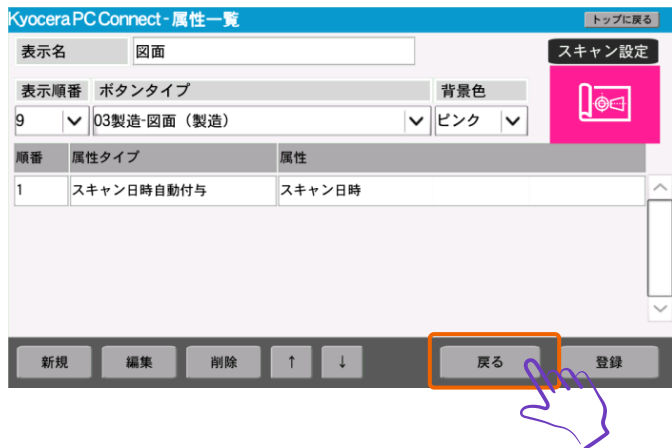 Kyocera PC Connect - 属性一覧
トップに戻る
表示名
図面
スキャン設定
表示順番
ボタンタイプ
背景色
9
03製造-図面（製造）
ピンク
順番
属性タイプ
属性
1
スキャン日時自動付与
スキャン日時
新規
編集
削除
↑
↓
戻る
登録